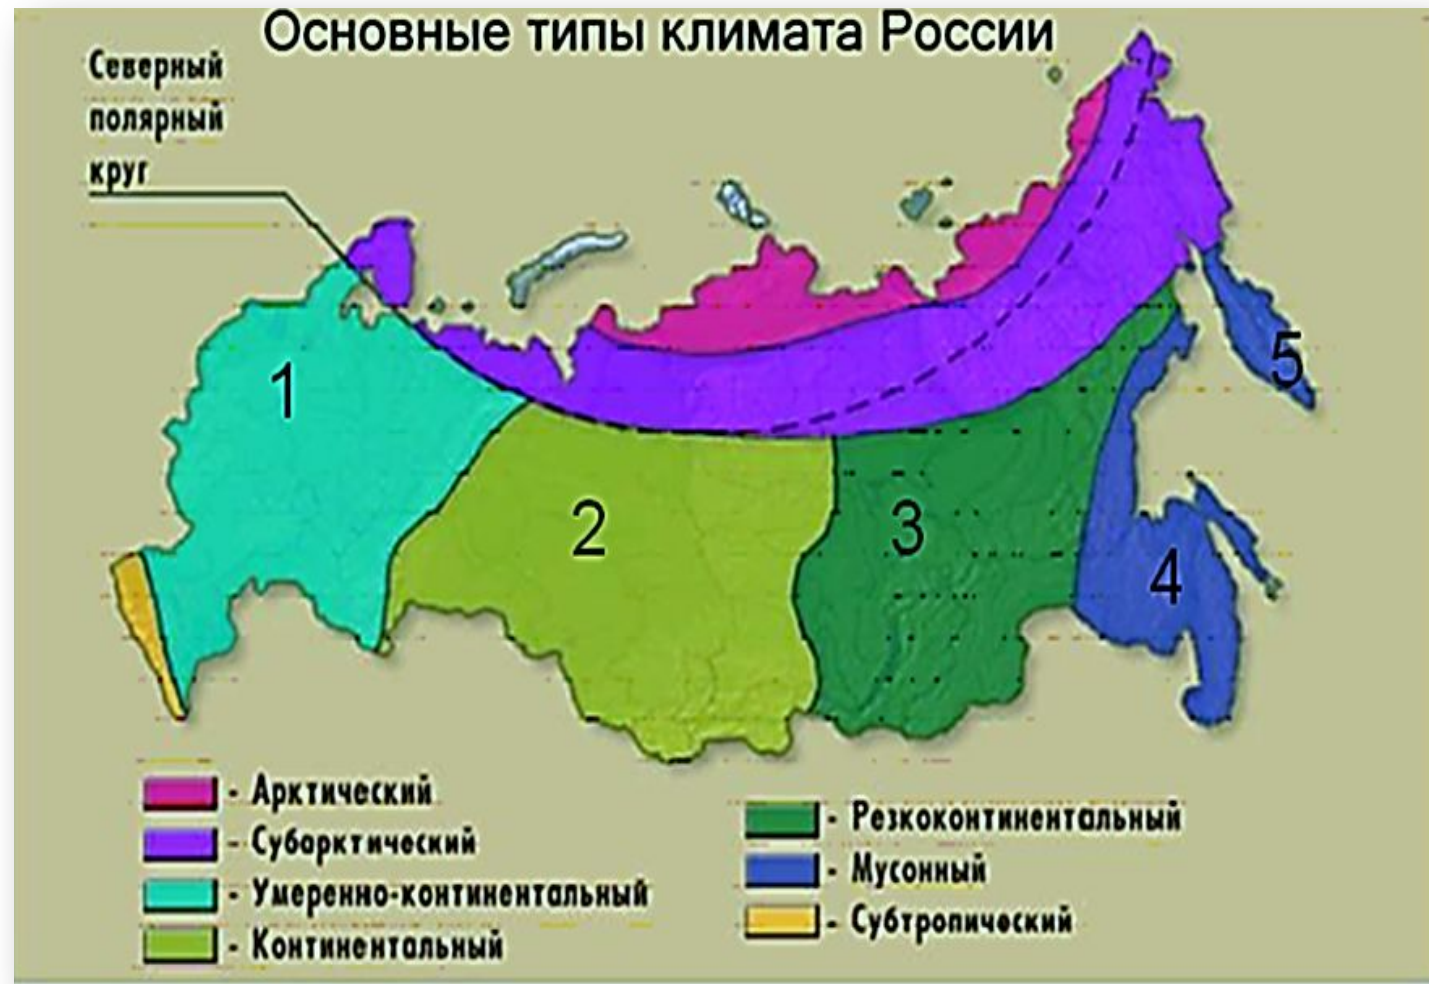 Основные типы климата России
Северный
полярный
круг
1
2
3
4
5
- Арктический
- Субарктический
- Умеренно-континентальный
- Континентальный
- Резкоконтинентальный
- Мусонный
- Субтропический